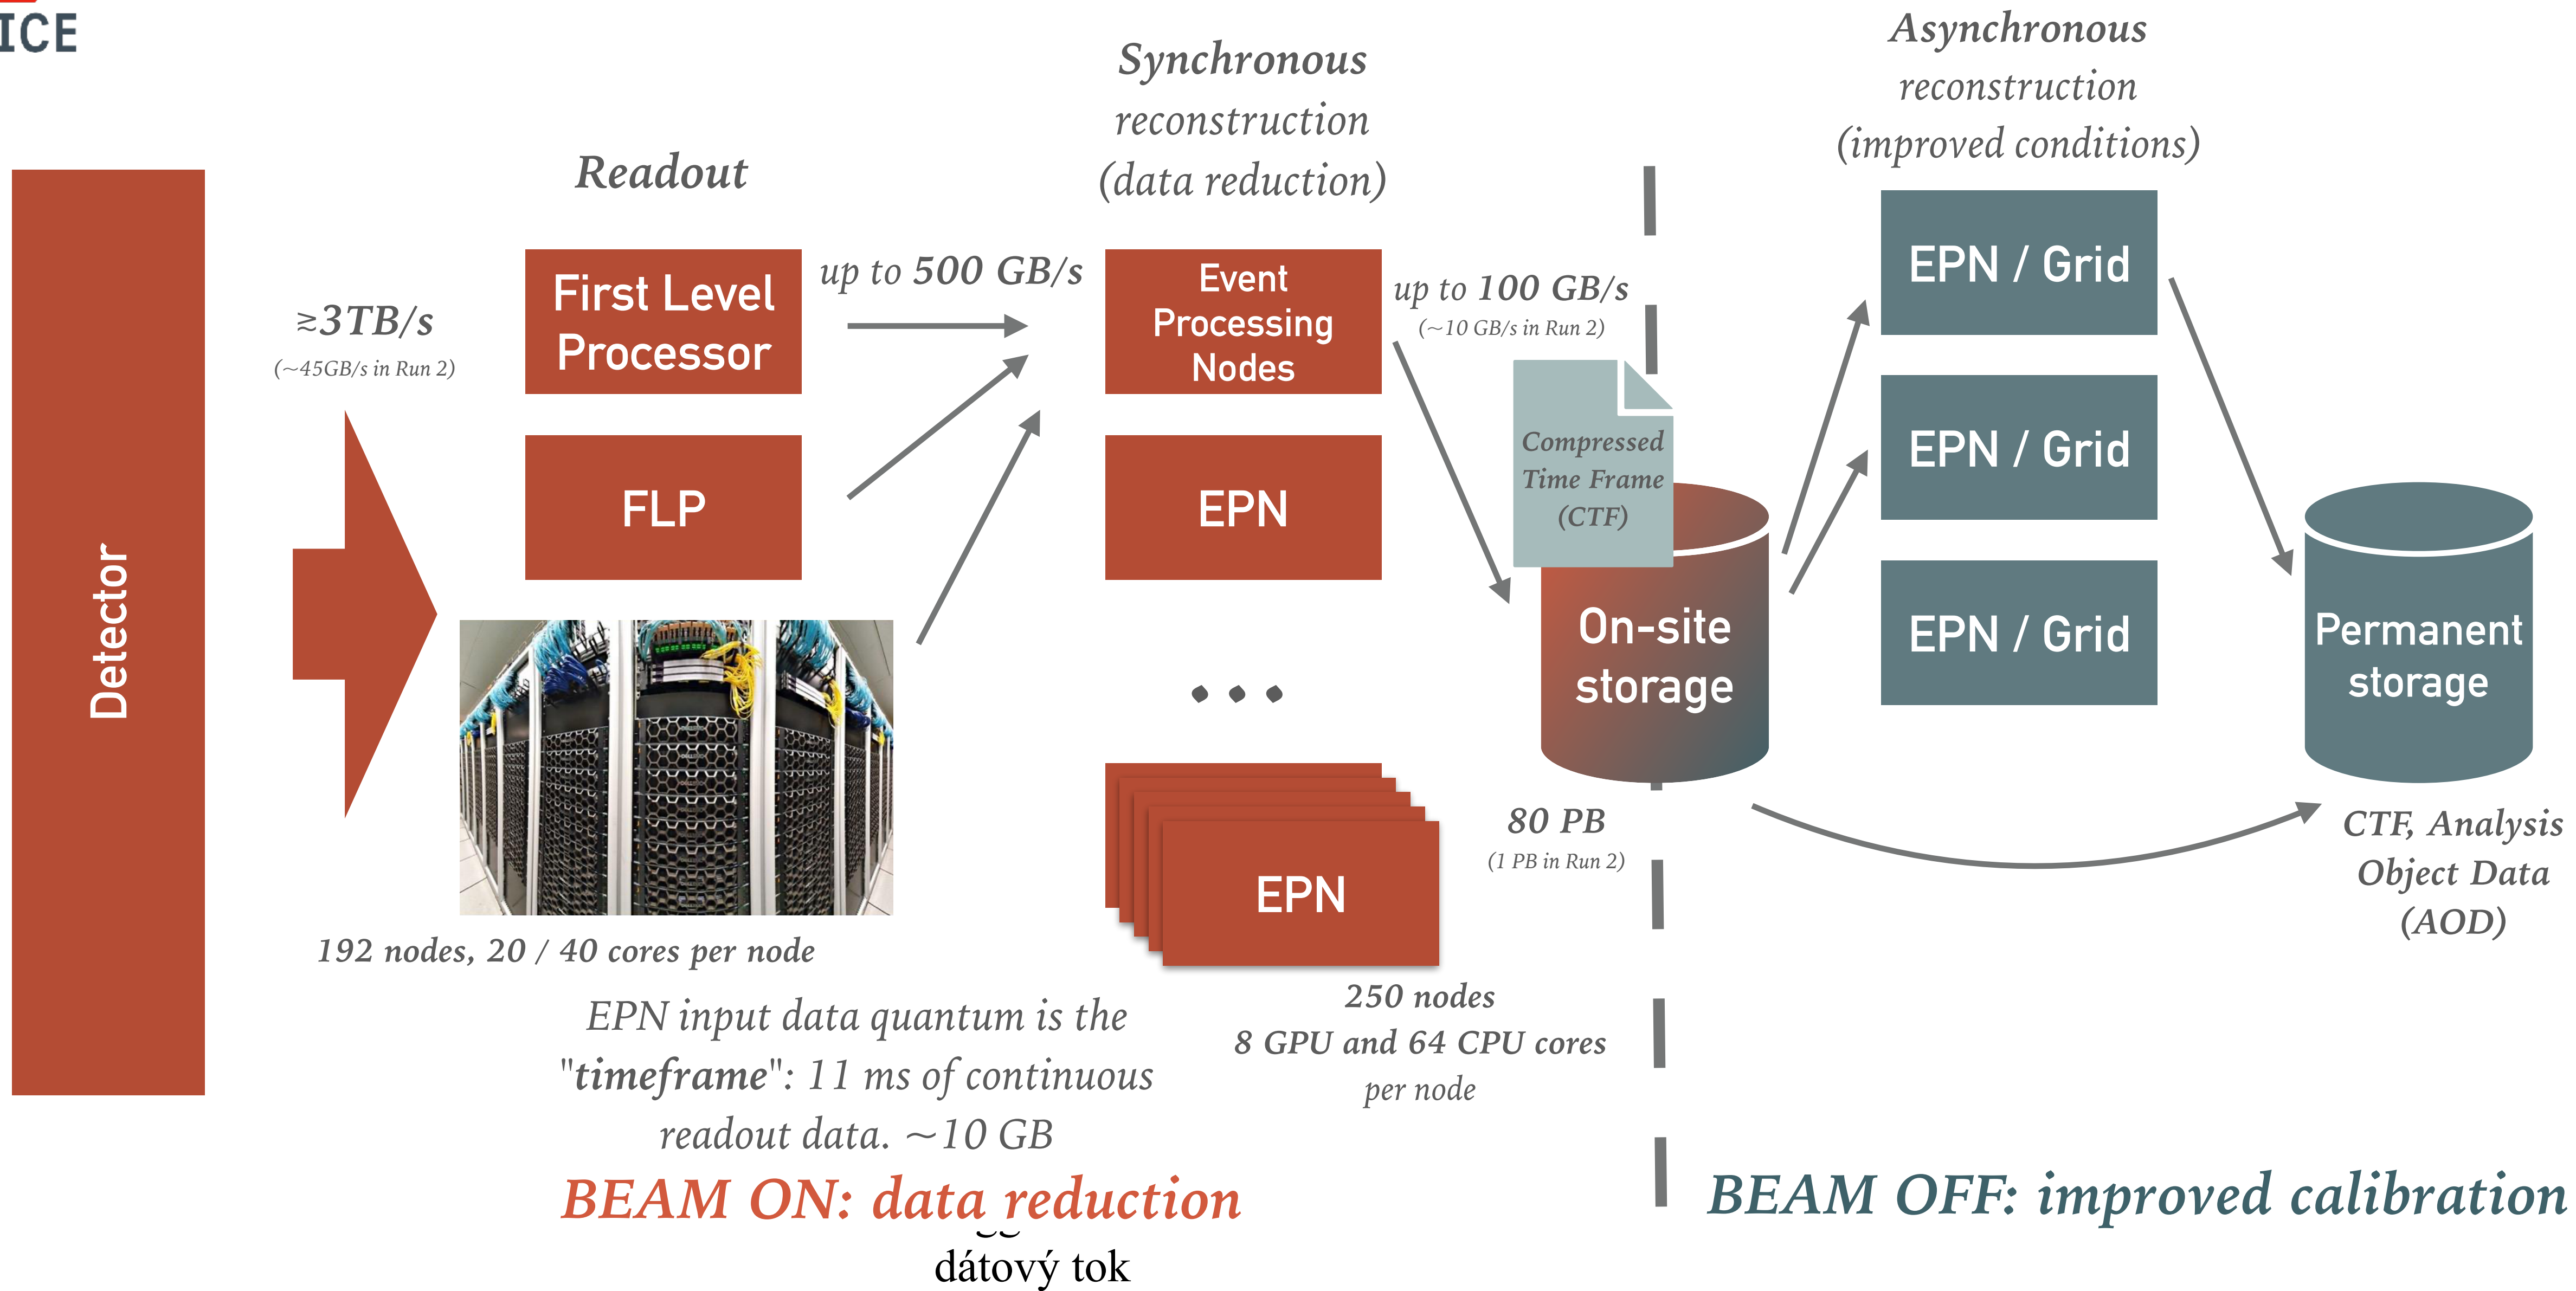 ICE
Detector
≳3TB/s
(~45GB/s in Run 2)
Readout
First Level
Processor
FLP
192 nodes, 20 / 40 cores per node
up to 500 GB/s
Synchronous
reconstruction
(data reduction)
Event
Processing
Nodes
EPN
EPN
250 nodes
8 GPU and 64 CPU cores
per node
EPN input data quantum is the
"timeframe": 11 ms of continuous
readout data. ~10 GB
BEAM ON: data reduction
dátový tok
up to 100 GB/s
(~10 GB/s in Run 2)
Compressed
Time Frame
(CTF)
On-site
storage
80 PB
(1 PB in Run 2)
Asynchronous
reconstruction
(improved conditions)
EPN / Grid
EPN / Grid
EPN / Grid
Permanent
storage
CTF, Analysis
Object Data
(AOD)
BEAM OFF: improved calibration